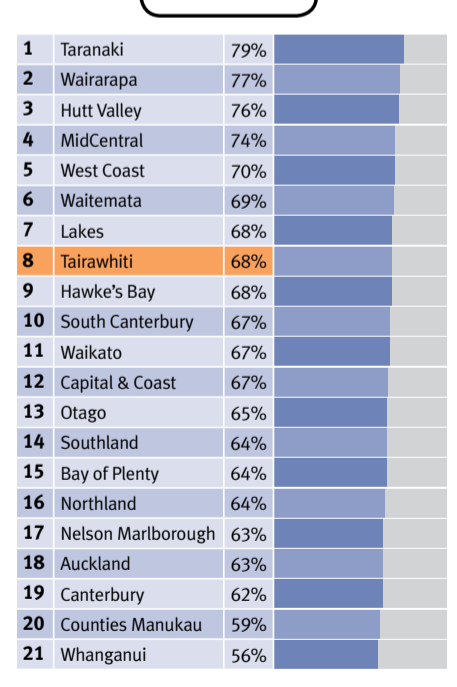 1 Taranaki 79%
2 Wairarapa 77%
3 Hutt Valley 76%
4 MidCentral 74%
5 West Coast 70%
6 Waitemata 69%
7 Lakes 68%
8 Tairawhiti 68%
9 Hawke’s Bay 68%
10 South Canterbury 67%
11 Waikato 67%
12 Capital & Coast 67%
13 Otago 65%
14 Southland 64%
15 Bay of Plenty 64%
16 Northland 64%
17 Nelson Marlborough 63%
18 Auckland 63%
19 Canterbury 62%
20 Counties Manukau 59%
21 Whanganui 56%